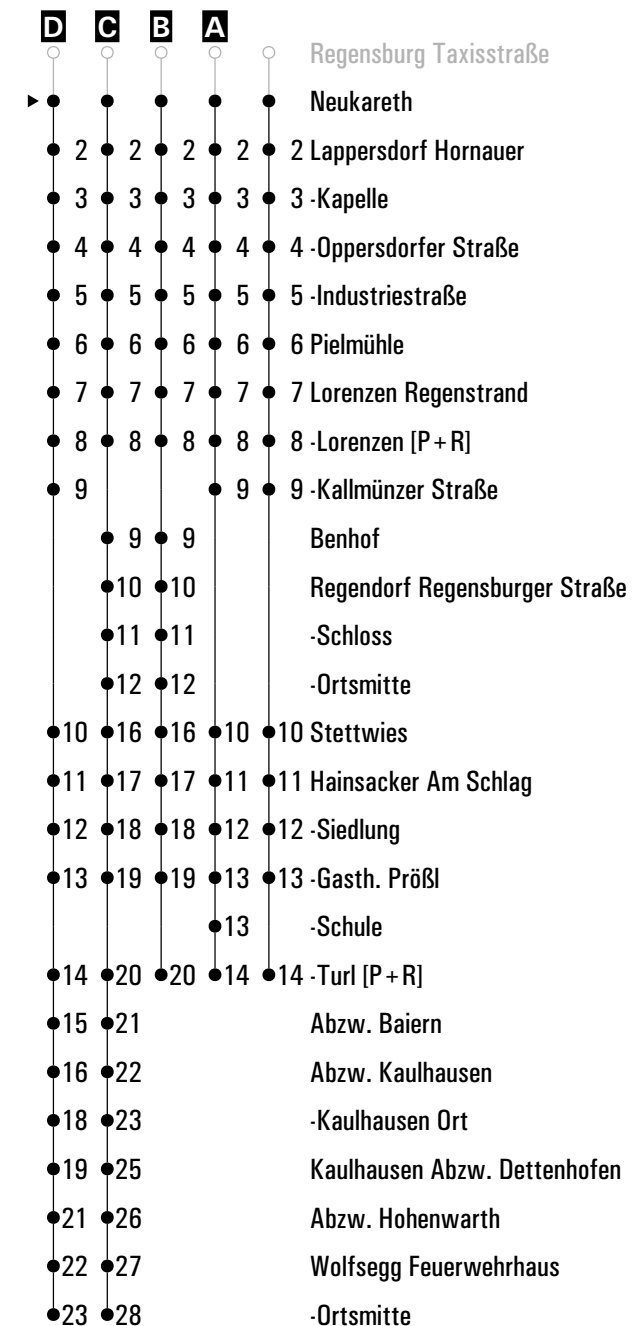 D C B A
Regensburg Taxisstraße
Neukareth
2 2 2 2 2 Lappersdorf Hornauer
3 3 3 3 3 -Kapelle
4 4 4 4 4 -Oppersdorfer Straße
5 5 5 5 5 -Industriestraße
6 6 6 6 6 Pielmühle
7 7 7 7 7 Lorenzen Regenstrand
8 8 8 8 8 -Lorenzen [P+R]
9 9 9 -Kallmünzer Straße
9 9 Benhof
10 10 Regendorf Regensburger Straße
11 11 -Schloss
12 12 -Ortsmitte
10 16 16 10 10 Stettwies
11 17 17 11 11 Hainsacker Am Schlag
12 18 18 12 12 -Siedlung
13 19 19 13 13 -Gasth. Prößl
13 -Schule
14 20 20 14 14 -Turl [P+R]
15 21 Abzw. Baiern
16 22 Abzw. Kaulhausen
18 23 -Kaulhausen Ort
19 25 Kaulhausen Abzw. Dettenhofen
21 26 Abzw. Hohenwarth
22 27 Wolfsegg Feuerwehrhaus
23 28 -Ortsmitte